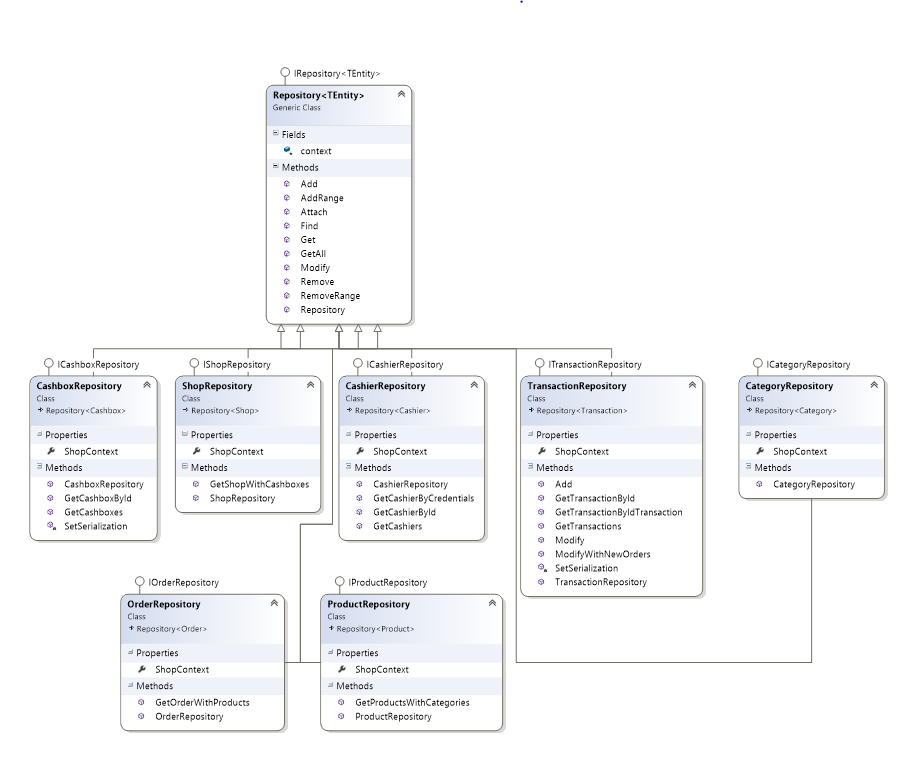 IRepository<TEntity>
Repository<TEntity>
Generic Class
Fields
context
Methods
Add
AddRange
Attach
Find
Get
GetAll
Modify
Remove
RemoveRange
Repository
ICashboxRepository
CashboxRepository
Class
Repository<Cashbox>
Properties
ShopContext
Methods
CashboxRepository
GetCashboxById
GetCashboxes
SetSerialization
IShopRepository
ShopRepository
Class
Repository<Shop>
Properties
ShopContext
Methods
GetShopWithCashboxes
ShopRepository
ICashierRepository
CashierRepository
Class
Repository<Cashier>
Properties
ShopContext
Methods
CashierRepository
GetCashierByCredentials
GetCashierById
GetCashiers
ITransactionRepository
TransactionRepository
Class
Repository<Transaction>
Properties
ShopContext
Methods
Add
GetTransactionById
GetTransactionByIdTransaction
GetTransactions
Modify
ModifyWithNewOrders
SetSerialization
TransactionRepository
ICategoryRepository
CategoryRepository
Class
Repository<Category>
Properties
ShopContext
Methods
CategoryRepository
IOrderRepository
OrderRepository
Class
Repository<Order>
Properties
ShopContext
Methods
GetOrderWithProducts
OrderRepository
IProductRepository
ProductRepository
Class
Repository<Product>
Properties
ShopContext
Methods
GetProductsWithCategories
ProductRepository